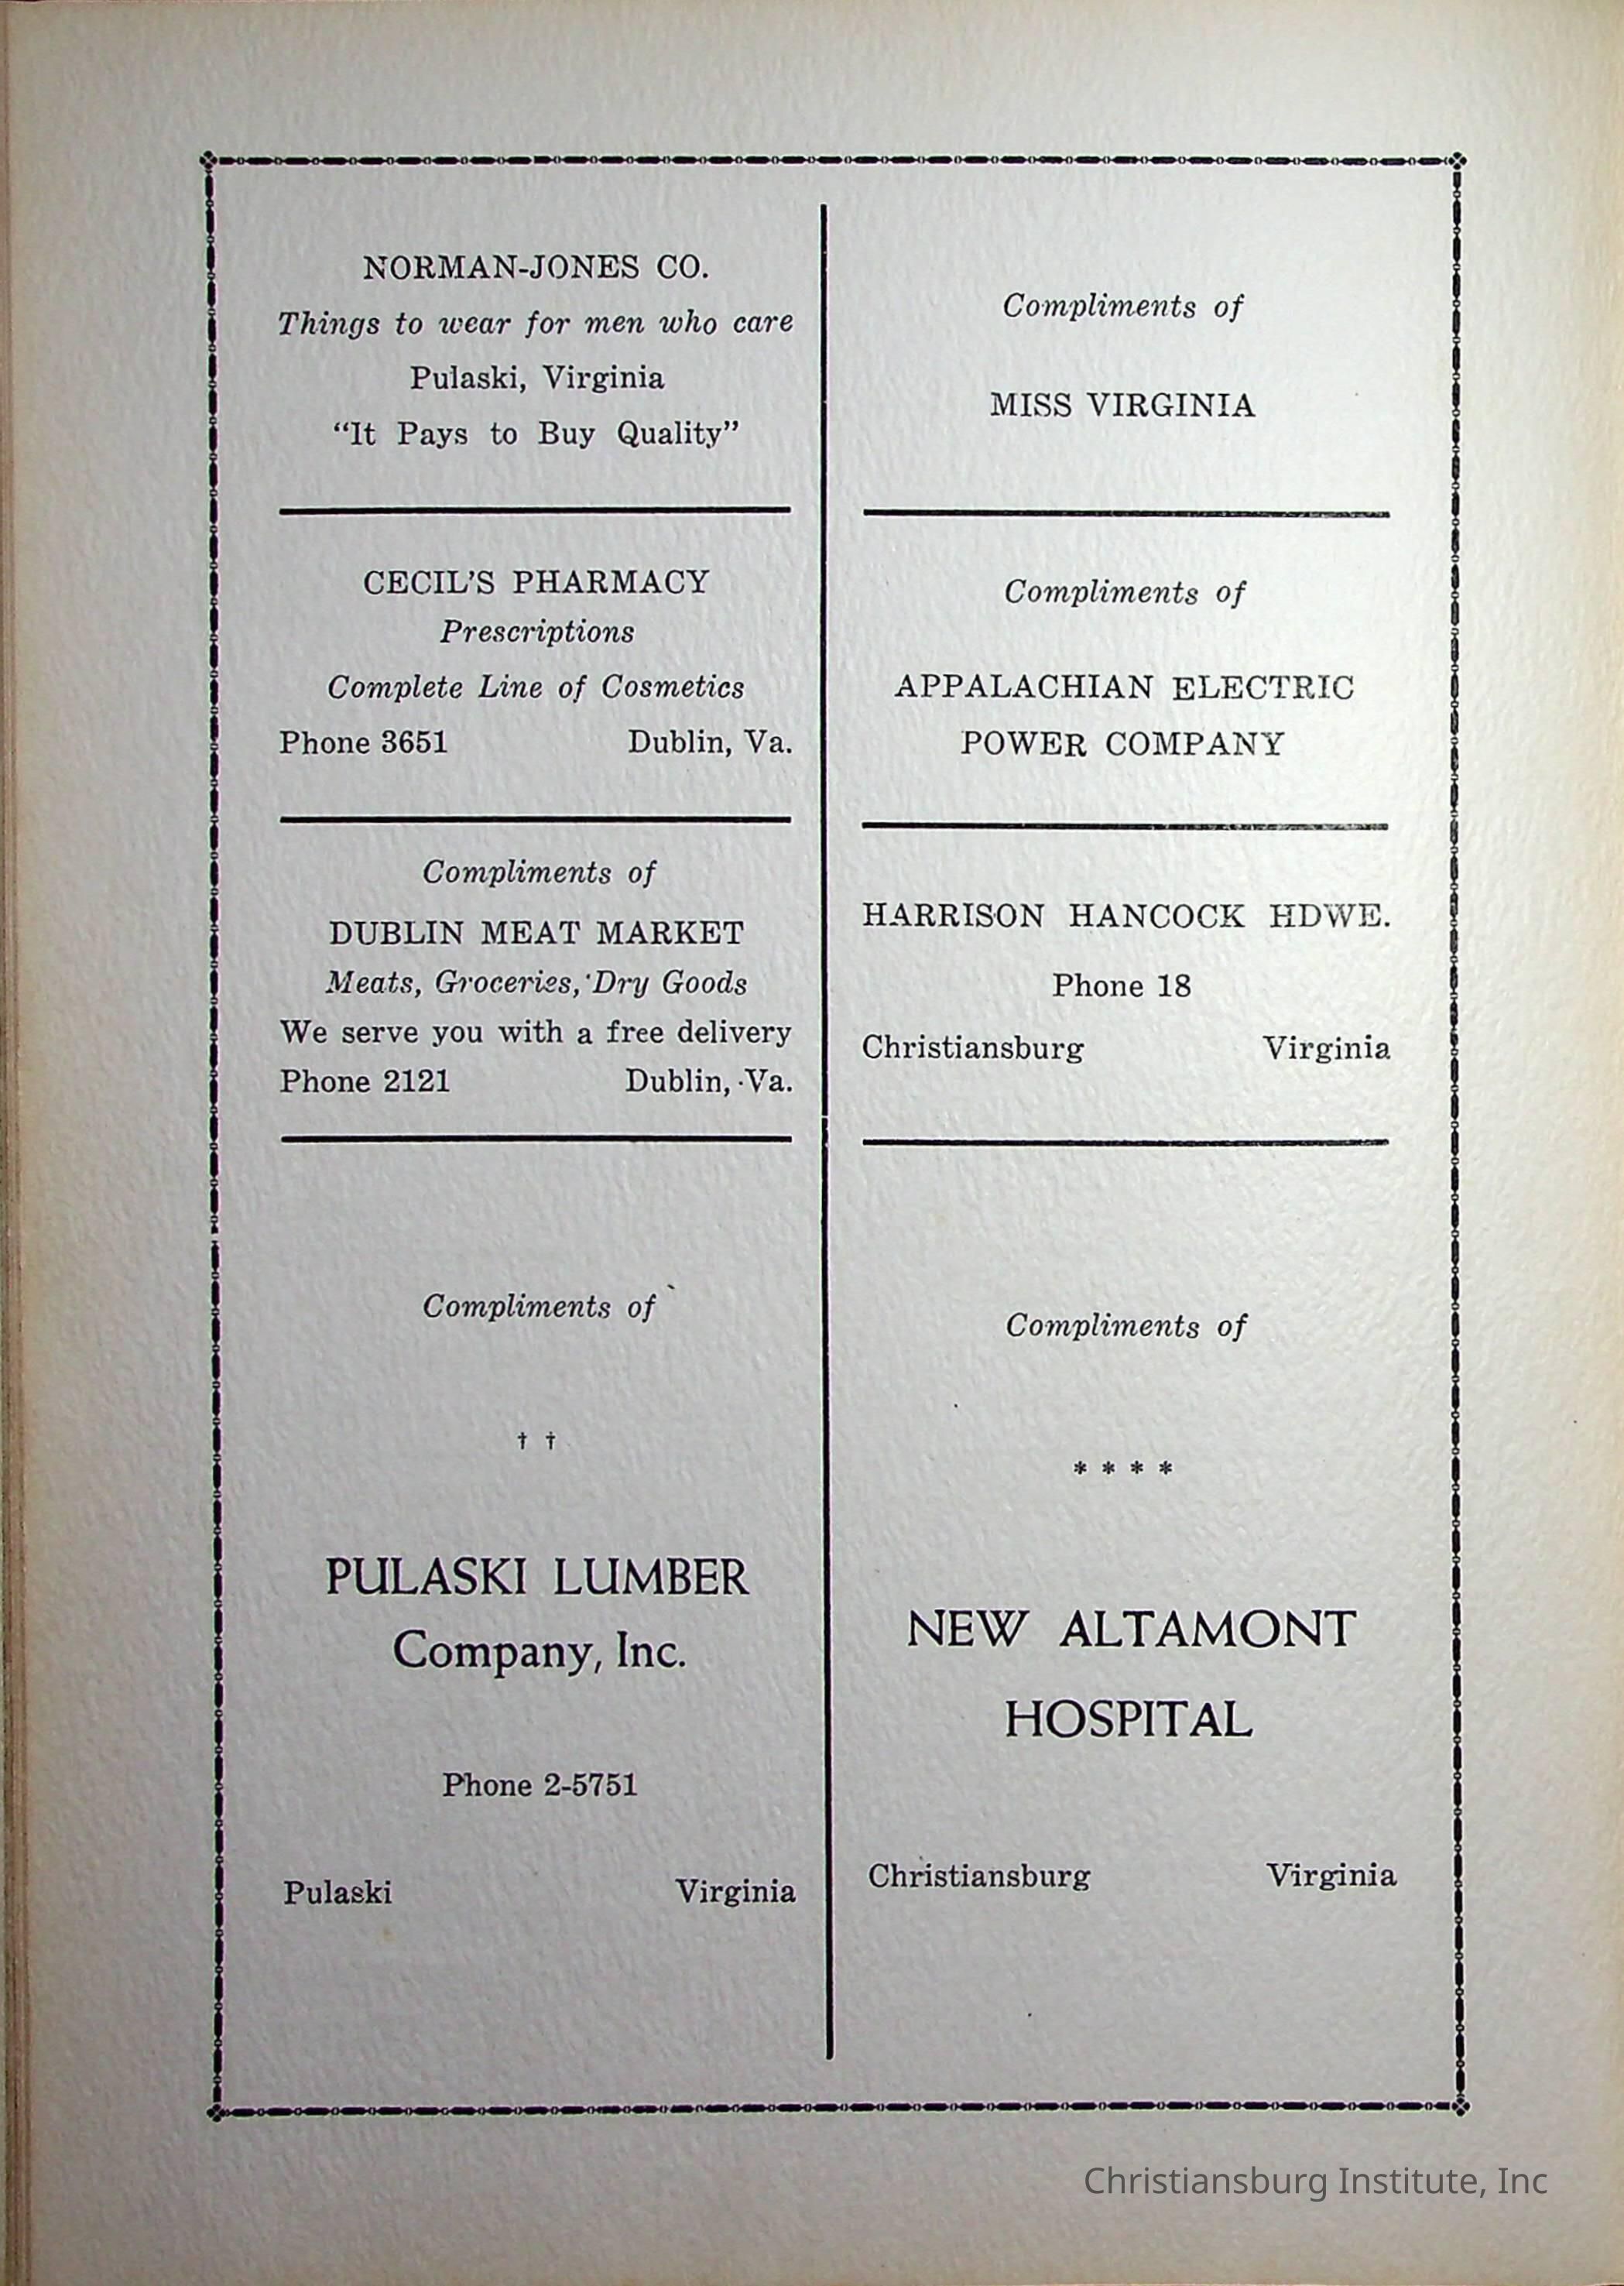 NORMAN-JONES CO.
Things to wear for men who care
Pulaski, Virginia
“It Pays to Buy Quality”
CECIL’S PHARMACY
Prescriptions
Complete Line of Cosmetics
Phone 3651 Dublin, Va.
Compliments of
DUBLIN MEAT MARKET
Meats, Groceries, Dry Goods
We serve you with a free delivery
Phone 2121 Dublin, Va.
Compliments of
† †
PULASKI LUMBER
Company, Inc.
Phone 2-5751
Pulaski Virginia
Compliments of
MISS VIRGINIA
Compliments of
APPALACHIAN ELECTRIC
POWER COMPANY
HARRISON HANCOCK HDWE.
Phone 18
Christiansburg Virginia
Compliments of
* * * *
NEW ALTAMONT
HOSPITAL
Christiansburg Virginia
Christiansburg Institute, Inc